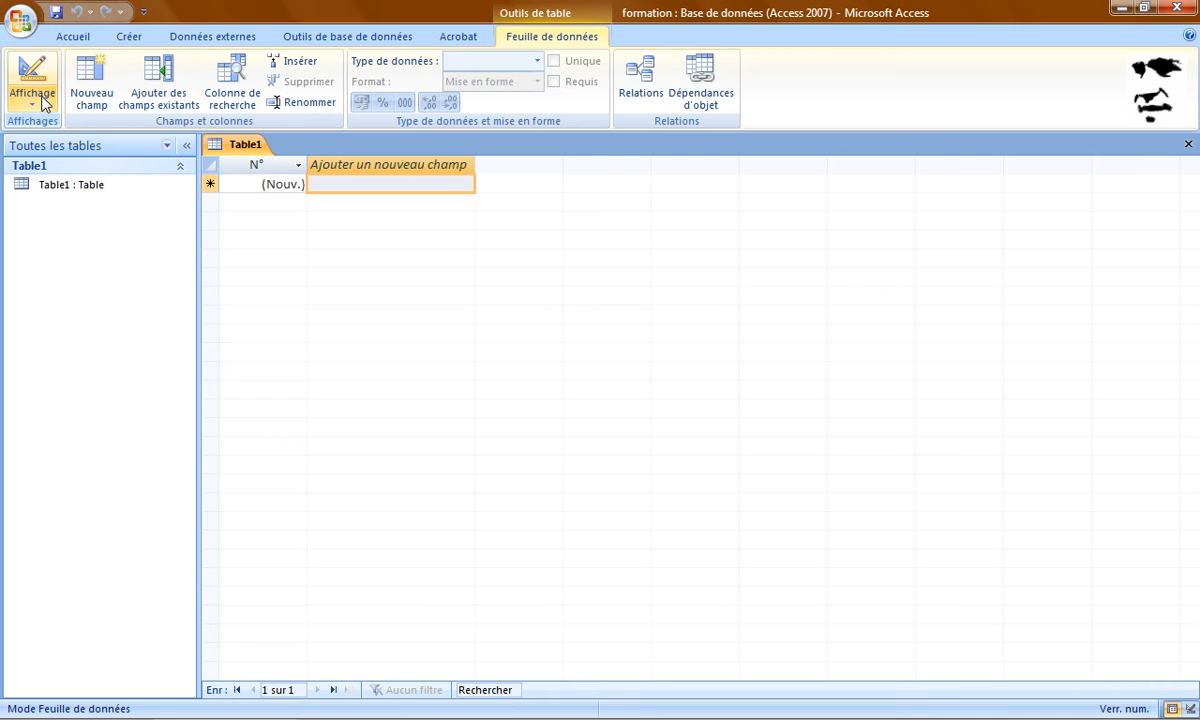 Outils de table
formation : Base de données (Access 2007) - Microsoft Access
Accueil
Créer
Données externes
Outils de base de données
Acrobat
Feuille de données
Affichage
Affichages
Nouveau
champ
Ajouter des
champs existants
Colonne de
recherche
Insérer
Supprimer
Renommer
Champs et colonnes
Type de données :
Unique
Format :
Mise en forme
Requis
% 000
,00 ,00
Type de données et mise en forme
Relations
Dépendances
d'objet
Relations
Toutes les tables
Table1
Table1 : Table
Table1
N°
Ajouter un nouveau champ
(Nouv.)
Enr :
1 sur 1
Aucun filtre
Rechercher
Mode Feuille de données
Verr. num.